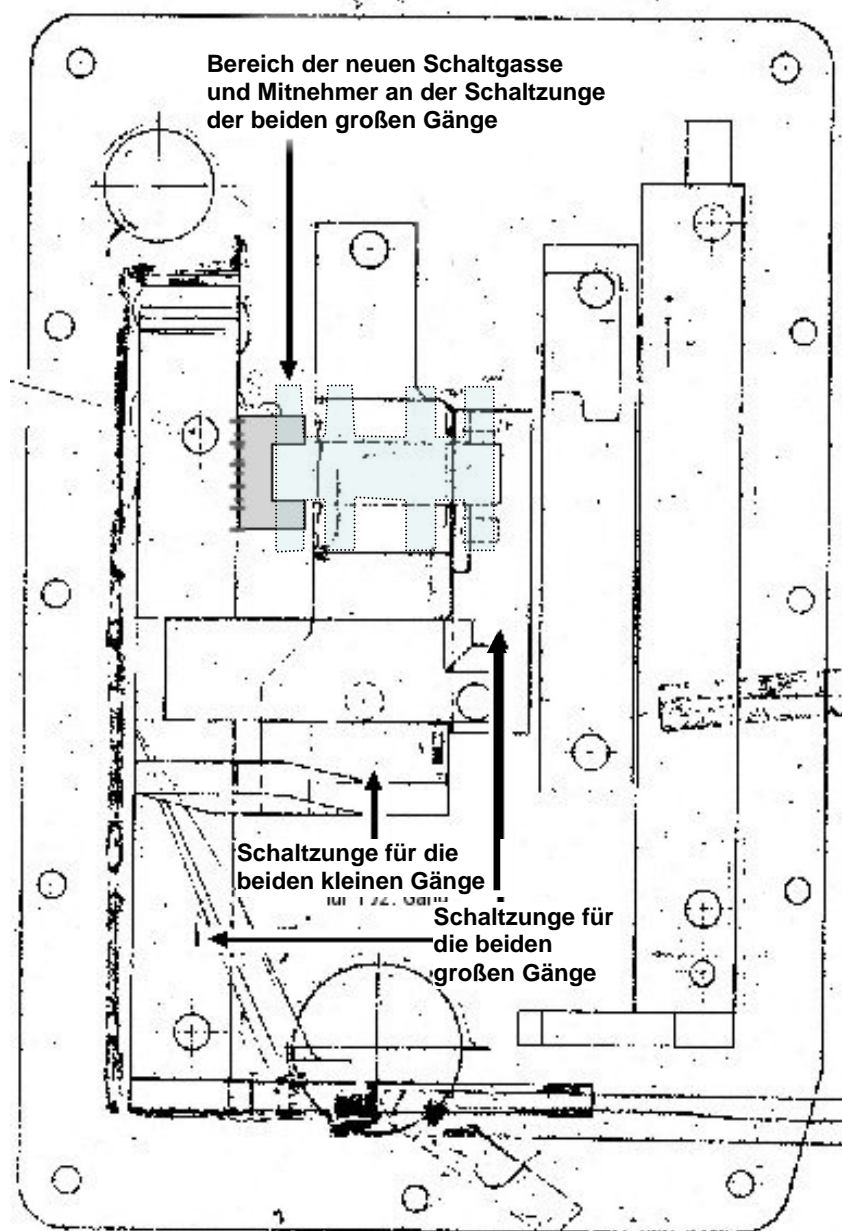 Bereich der neuen Schaltgasse
und Mitnehmer an der Schaltzunge
der beiden großen Gänge
Schaltzunge für die
beiden kleinen Gänge
Schaltzunge für
die beiden
großen Gänge